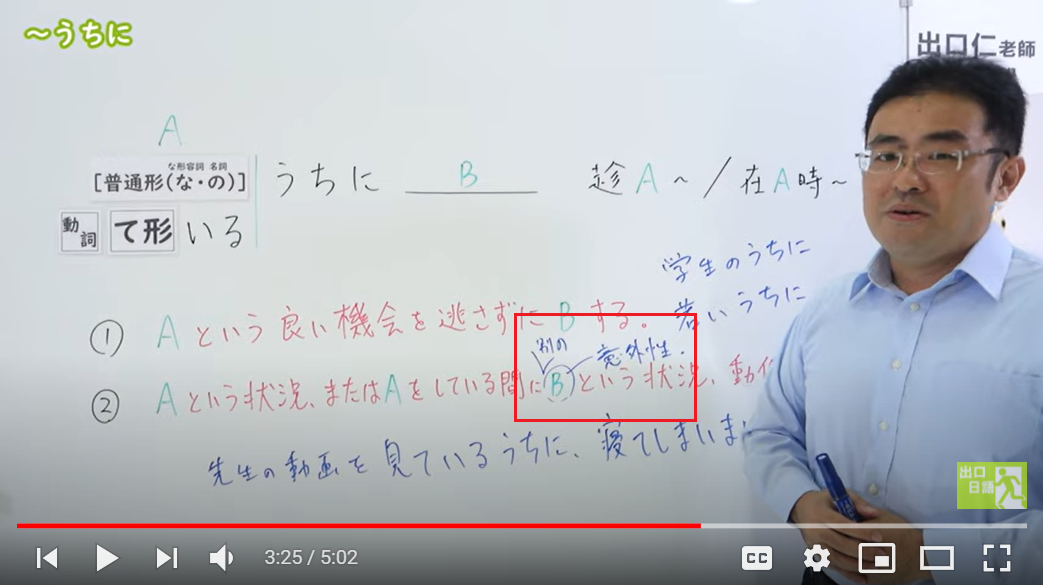 ～うちに
出口仁老師
A
な形容詞 名詞
[普通形(な・の)] うちに B 趁A～/在A時～
動詞 て形 いる
学生のうちに
若いうちに
① Aという良い機会を逃さずにBする。
別の 意外性.
② Aという状況、またはAをしている間にBという状況、動作
先生の動画を見ているうちに、寝てしまいま
出口日語
3:25 / 5:02
CC